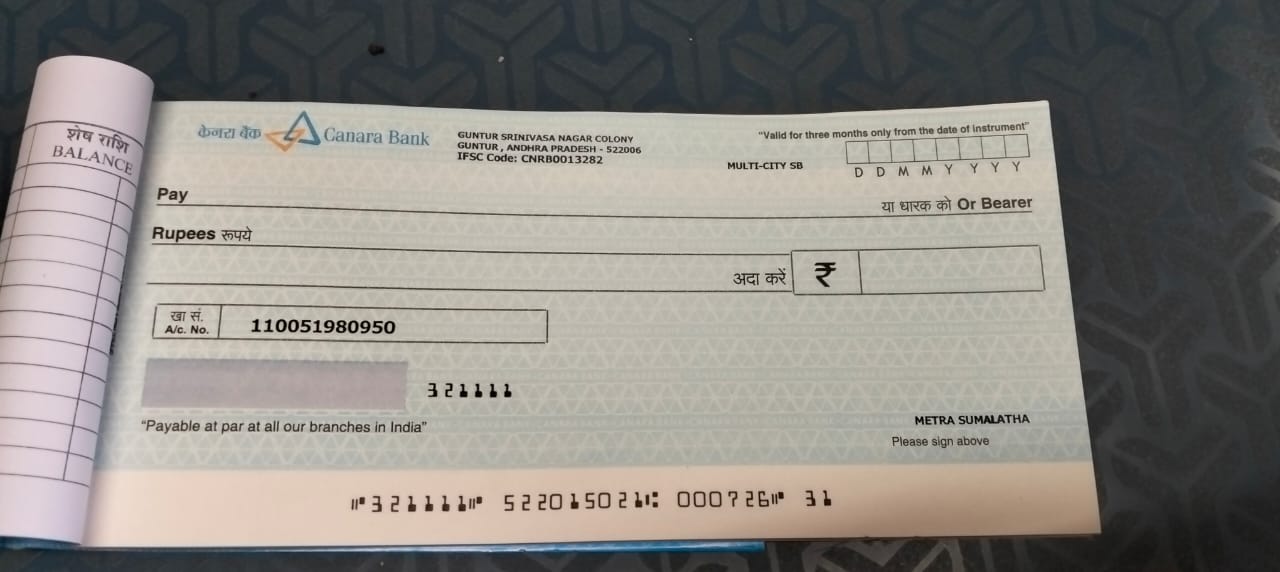 शेष राशि
BALANCE
केनरा बैंक Canara Bank
GUNTUR SRINIVASA NAGAR COLONY
GUNTUR , ANDHRA PRADESH - 522006
IFSC Code: CNRB0013282
MULTI-CITY SB
"Valid for three months only from the date of instrument"
D D M M Y Y Y Y
Pay
या धारक को Or Bearer
Rupees रूपये
अदा करें ₹
खा सं.
A/c. No. 110051980950
321111
"Payable at par at all our branches in India"
METRA SUMALATHA
Please sign above
⑈321111⑈ 522015021⑆ 000726⑈ 31